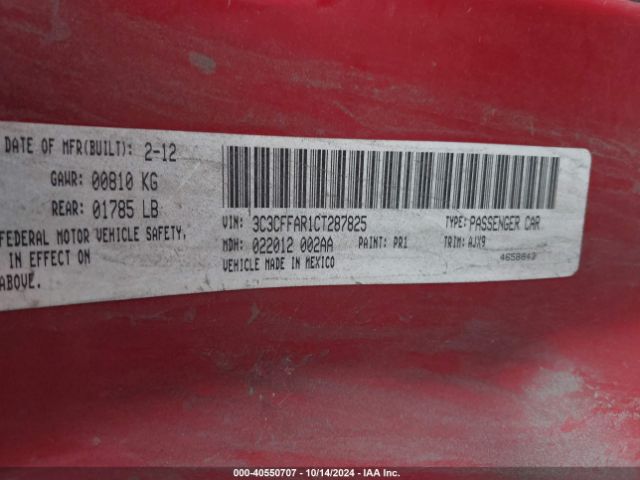 DATE OF MFR(BUILT): 2-12
GAWR: 00810 KG
REAR: 01785 LB
FEDERAL MOTOR VEHICLE SAFETY,
IN EFFECT ON
ABOVE.
VIN: 3C3CFFAR1CT287825 TYPE: PASSENGER CAR
MDH: 022012 002AA PAINT: PR1 TRIM: AJX9
VEHICLE MADE IN MEXICO 4658843
000-40550707 - 10/14/2024 - IAA Inc.